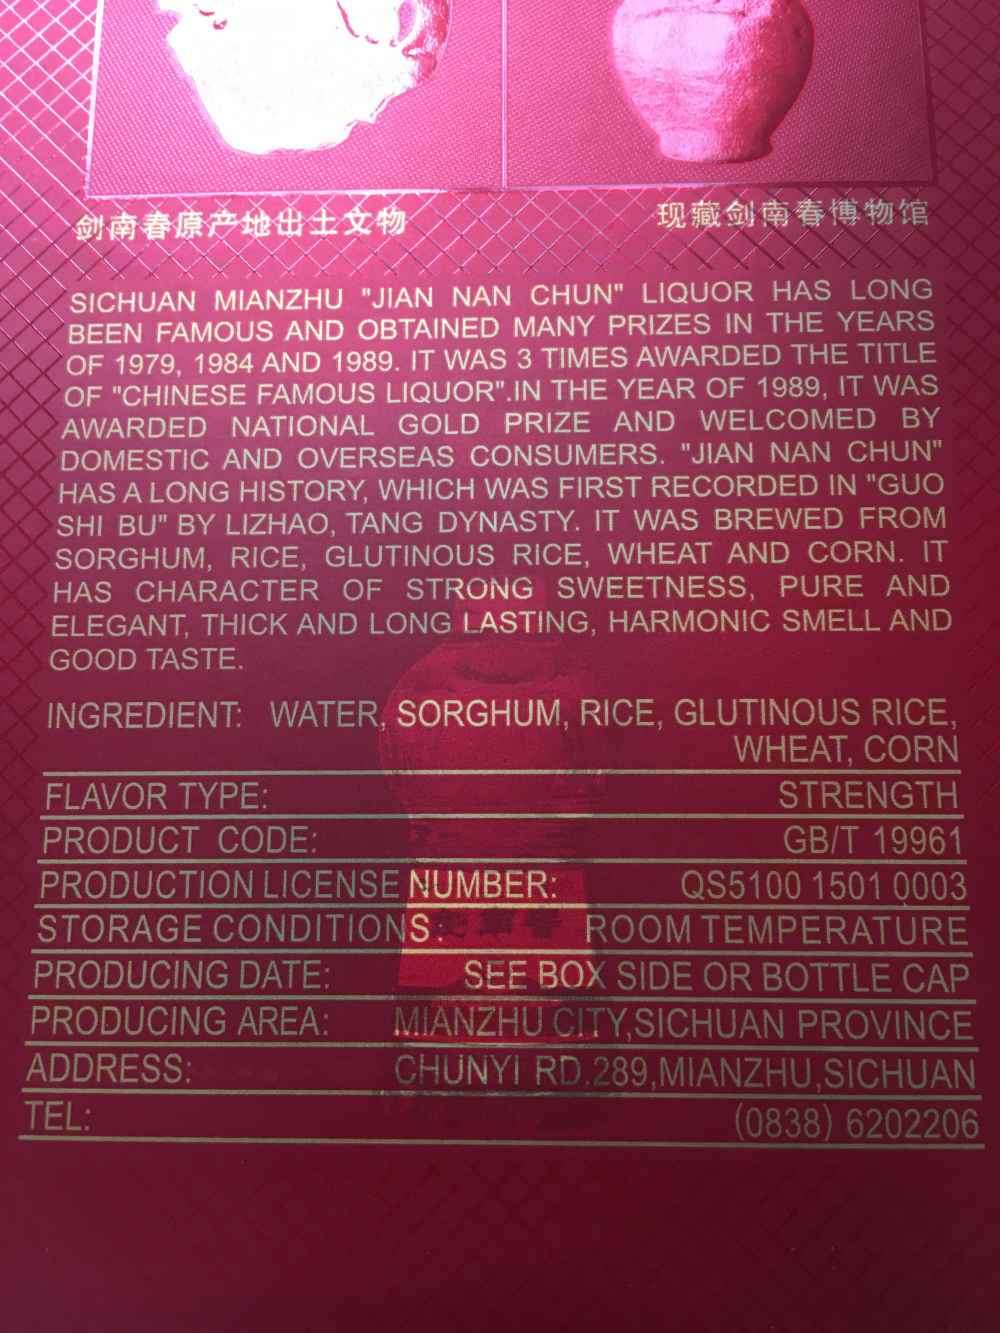 剑南春原产地出土文物
现藏剑南春博物馆
SICHUAN MIANZHU "JIAN NAN CHUN" LIQUOR HAS LONG
BEEN FAMOUS AND OBTAINED MANY PRIZES IN THE YEARS
OF 1979, 1984 AND 1989. IT WAS 3 TIMES AWARDED THE TITLE
OF "CHINESE FAMOUS LIQUOR".IN THE YEAR OF 1989, IT WAS
AWARDED NATIONAL GOLD PRIZE AND WELCOMED BY
DOMESTIC AND OVERSEAS CONSUMERS. "JIAN NAN CHUN"
HAS A LONG HISTORY, WHICH WAS FIRST RECORDED IN "GUO
SHI BU" BY LIZHAO, TANG DYNASTY. IT WAS BREWED FROM
SORGHUM, RICE, GLUTINOUS RICE, WHEAT AND CORN. IT
HAS CHARACTER OF STRONG SWEETNESS, PURE AND
ELEGANT, THICK AND LONG LASTING, HARMONIC SMELL AND
GOOD TASTE.
INGREDIENT: WATER, SORGHUM, RICE, GLUTINOUS RICE,
WHEAT, CORN
FLAVOR TYPE: STRENGTH
PRODUCT CODE: GB/T 19961
PRODUCTION LICENSE NUMBER: QS5100 1501 0003
STORAGE CONDITIONS: ROOM TEMPERATURE
PRODUCING DATE: SEE BOX SIDE OR BOTTLE CAP
PRODUCING AREA: MIANZHU CITY,SICHUAN PROVINCE
ADDRESS: CHUNYI RD.289,MIANZHU,SICHUAN
TEL: (0838) 6202206